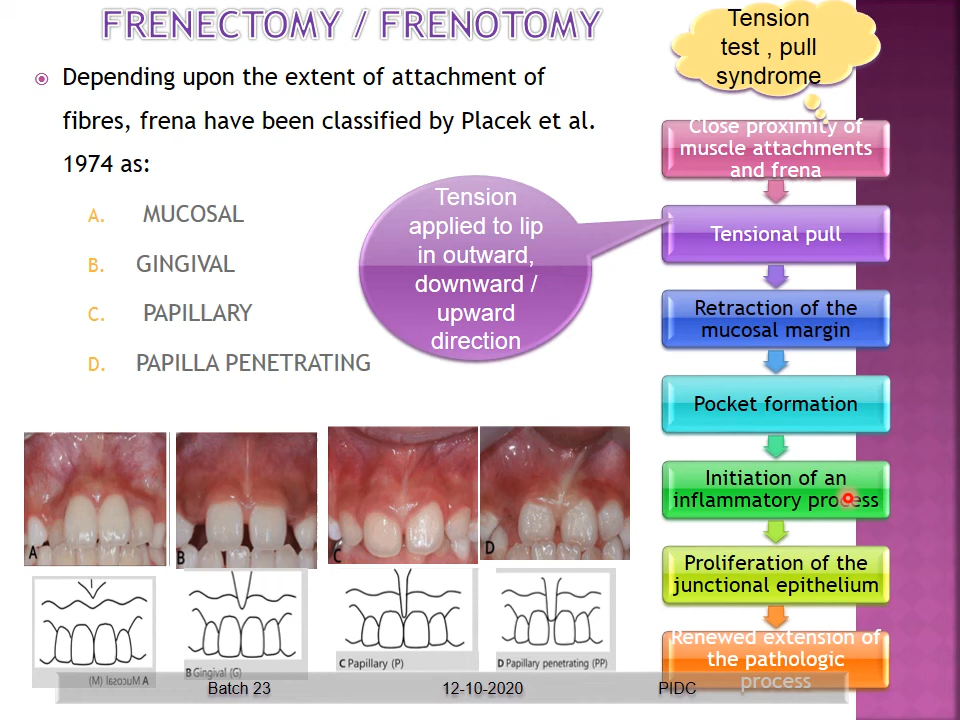 FRENECTOMY / FRENOTOMY
Depending upon the extent of attachment of
fibres, frena have been classified by Placek et al.
1974 as:
A. MUCOSAL
B. GINGIVAL
C. PAPILLARY
D. PAPILLA PENETRATING
Tension
applied to lip
in outward,
downward /
upward
direction
Tension
test , pull
syndrome
Close proximity of
muscle attachments
and frena
Tensional pull
Retraction of the
mucosal margin
Pocket formation
Initiation of an
inflammatory process
Proliferation of the
junctional epithelium
Renewed extension of
the pathologic
process
A
B
C
D
A Mucosal (M)
B Gingival (G)
C Papillary (P)
D Papillary penetrating (PP)
Batch 23
12-10-2020
PIDC